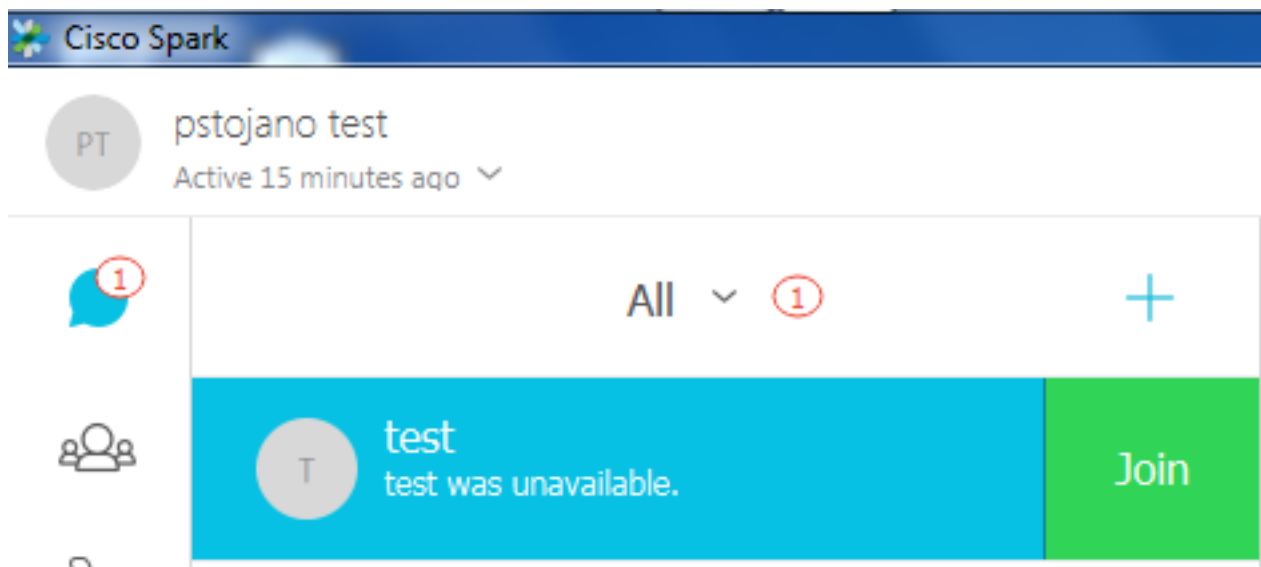 Cisco Spark
PT
pstojano test
Active 15 minutes ago
1
All
1
+
T
test
test was unavailable.
Join